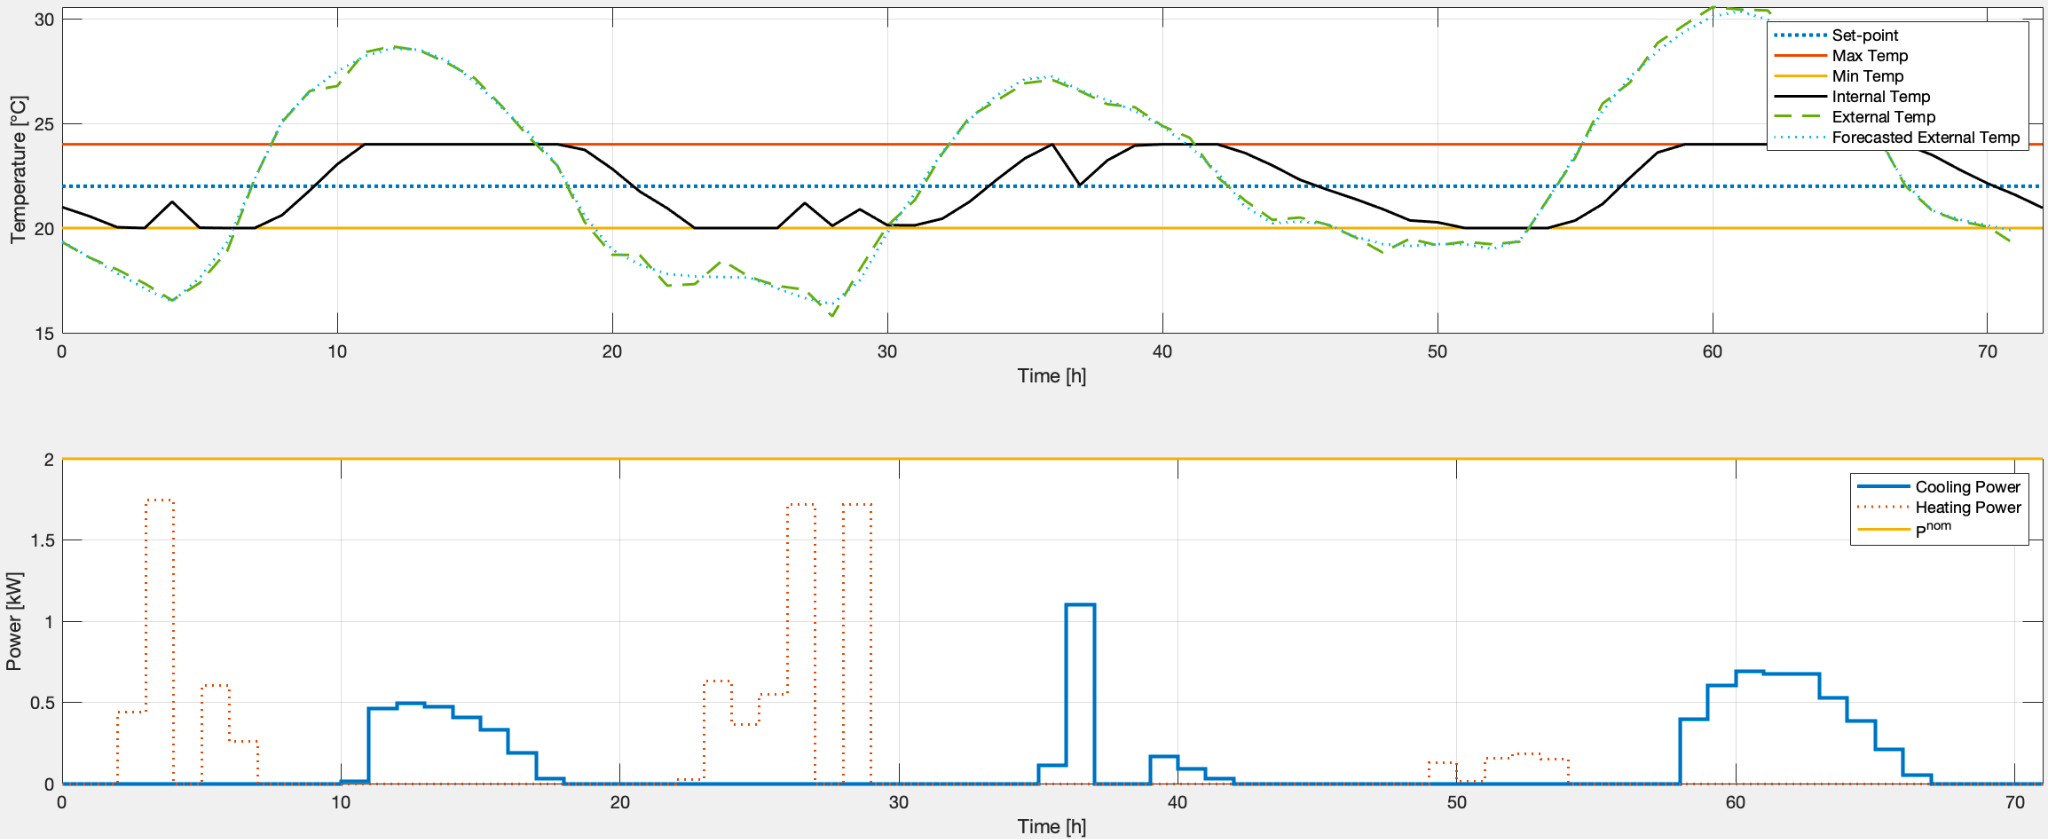 30
25
20
15
Temperature [°C]
0 10 20 30 40 50 60 70
Time [h]
Set-point
Max Temp
Min Temp
Internal Temp
External Temp
Forecasted External Temp
2
1.5
1
0.5
0
Power [kW]
0 10 20 30 40 50 60 70
Time [h]
Cooling Power
Heating Power
P^nom